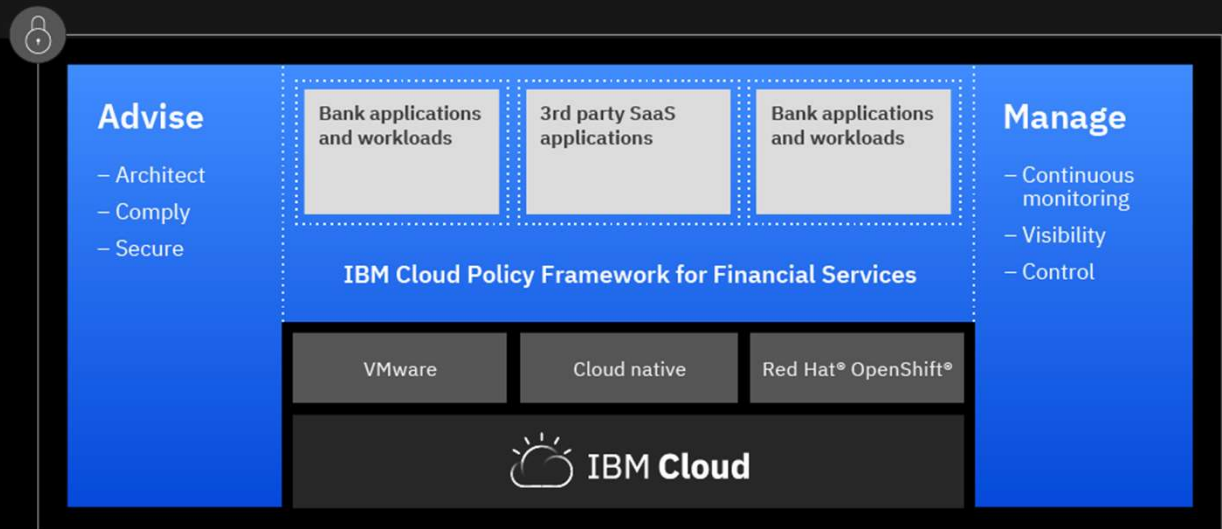 Advise
– Architect
– Comply
– Secure
Bank applications
and workloads
3rd party SaaS
applications
Bank applications
and workloads
IBM Cloud Policy Framework for Financial Services
VMware
Cloud native
Red Hat® OpenShift®
IBM Cloud
Manage
– Continuous
monitoring
– Visibility
– Control